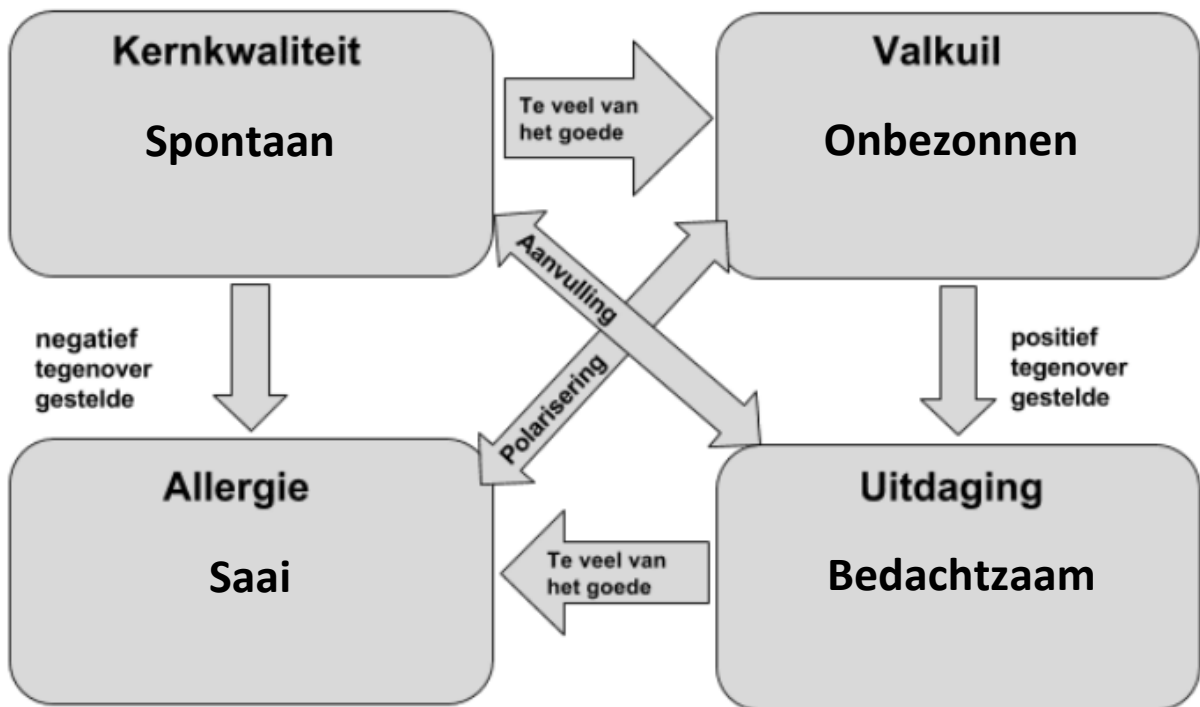 Kernkwaliteit
Spontaan
Te veel van
het goede
Valkuil
Onbezonnen
Aanvulling
Polarisering
negatief
tegenover
gestelde
positief
tegenover
gestelde
Allergie
Saai
Te veel van
het goede
Uitdaging
Bedachtzaam